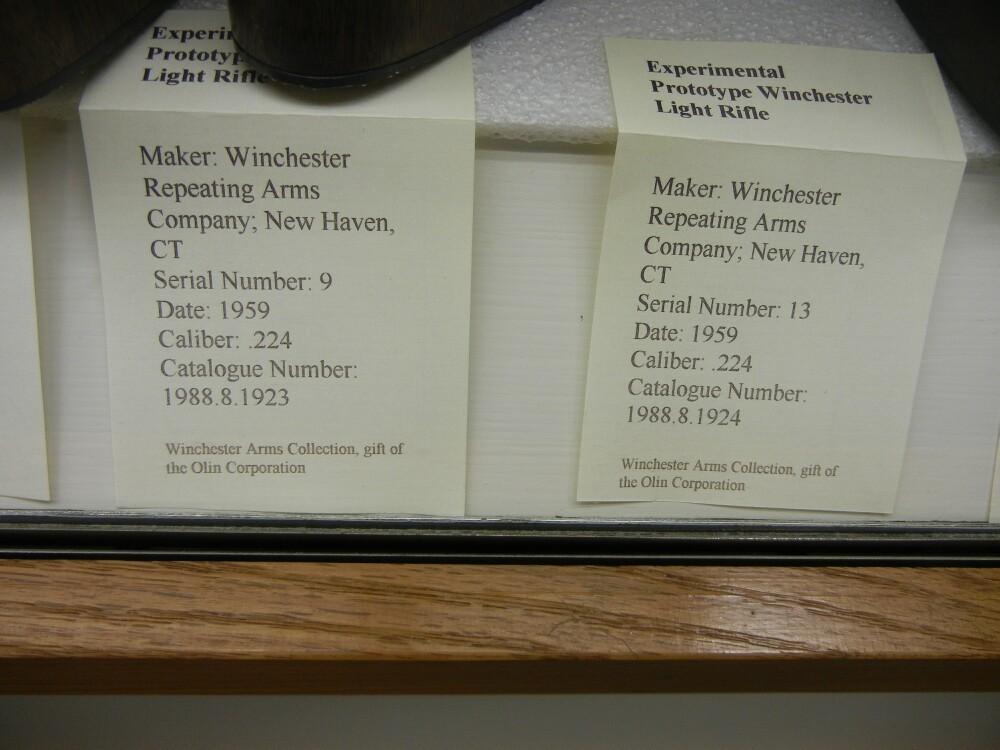 Light Rifle
Maker: Winchester
Repeating Arms
Company; New Haven,
CT
Serial Number: 9
Date: 1959
Caliber: .224
Catalogue Number:
1988.8.1923
Winchester Arms Collection, gift of
the Olin Corporation
Experimental
Prototype Winchester
Light Rifle
Maker: Winchester
Repeating Arms
Company; New Haven,
CT
Serial Number: 13
Date: 1959
Caliber: .224
Catalogue Number:
1988.8.1924
Winchester Arms Collection, gift of
the Olin Corporation